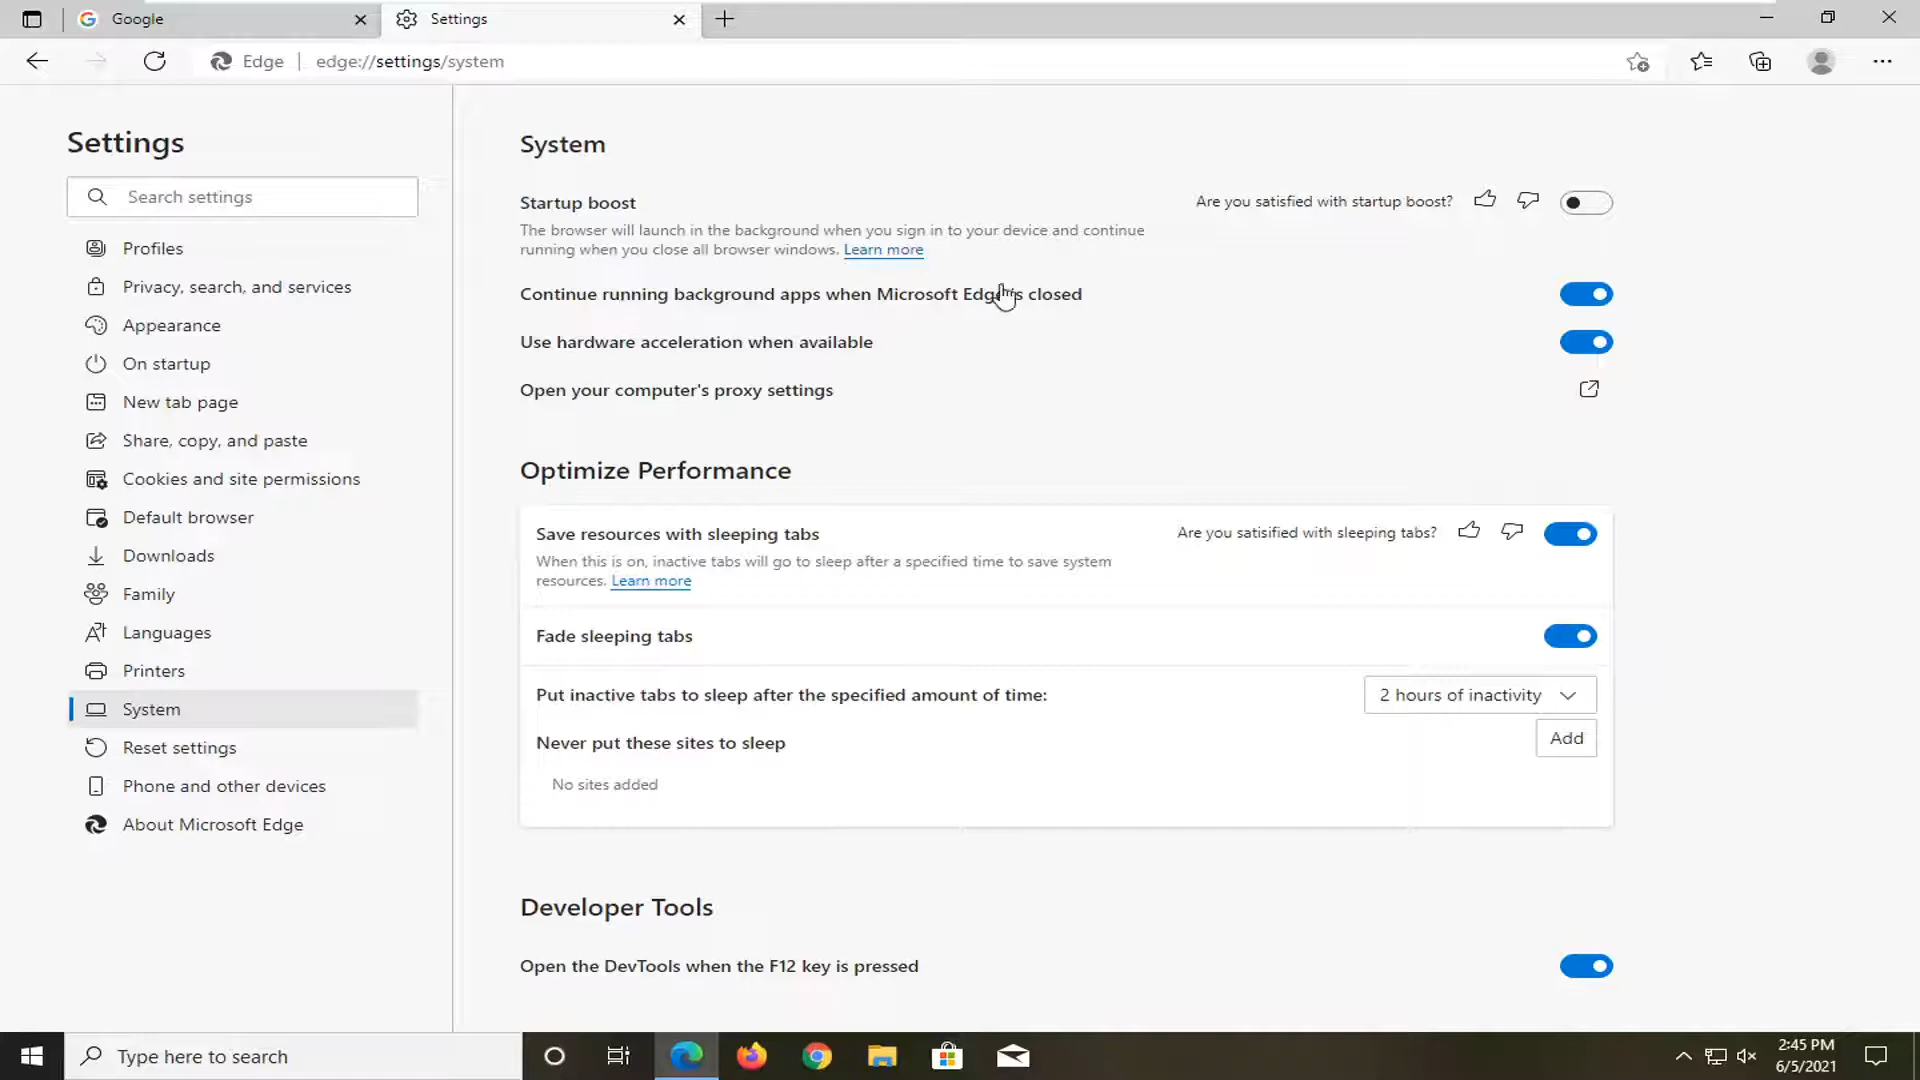 Google
Settings
Edge
edge://settings/system
Settings
Search settings
Profiles
Privacy, search, and services
Appearance
On startup
New tab page
Share, copy, and paste
Cookies and site permissions
Default browser
Downloads
Family
Languages
Printers
System
Reset settings
Phone and other devices
About Microsoft Edge
System
Startup boost
Are you satisfied with startup boost?
The browser will launch in the background when you sign in to your device and continue
running when you close all browser windows. Learn more
Continue running background apps when Microsoft Edge is closed
Use hardware acceleration when available
Open your computer's proxy settings
Optimize Performance
Save resources with sleeping tabs
Are you satisified with sleeping tabs?
When this is on, inactive tabs will go to sleep after a specified time to save system
resources. Learn more
Fade sleeping tabs
Put inactive tabs to sleep after the specified amount of time:
2 hours of inactivity
Never put these sites to sleep
Add
No sites added
Developer Tools
Open the DevTools when the F12 key is pressed
Type here to search
2:45 PM
6/5/2021